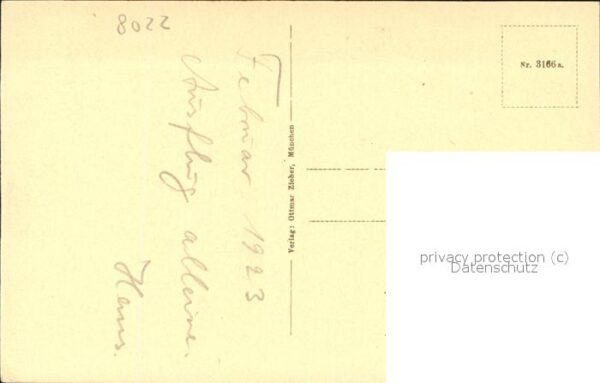 8022
Februar 1923
Ausflug alleine.
Hans.
Verlag: Ottmar Zieher, München
Nr. 3166a.
privacy protection (c)
Datenschutz